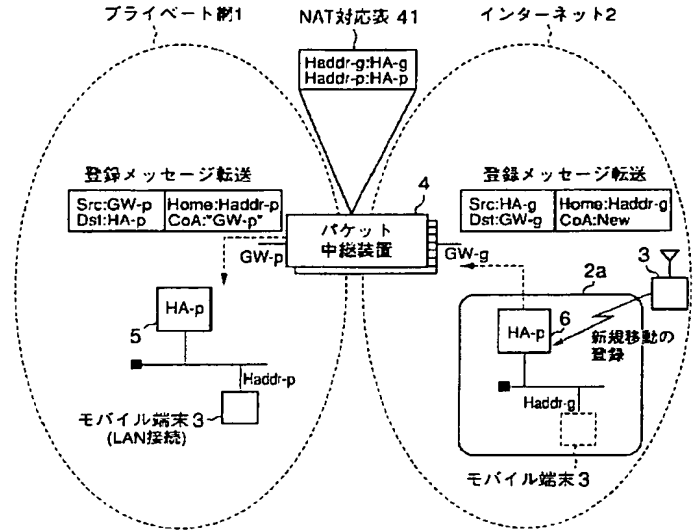 プライベート網1
NAT対応表 41
インターネット2
Haddr-g:HA-g
Haddr-p:HA-p
登録メッセージ転送
Src:GW-p
Dst:HA-p
Home:Haddr-p
CoA:"GW-p"
4
パケット
中継装置
GW-p
GW-g
登録メッセージ転送
Src:HA-g
Dst:GW-g
Home:Haddr-g
CoA:New
3
2a
HA-p
5
HA-p
6
新規移動の
登録
Haddr-p
Haddr-g
モバイル端末3
(LAN接続)
モバイル端末3